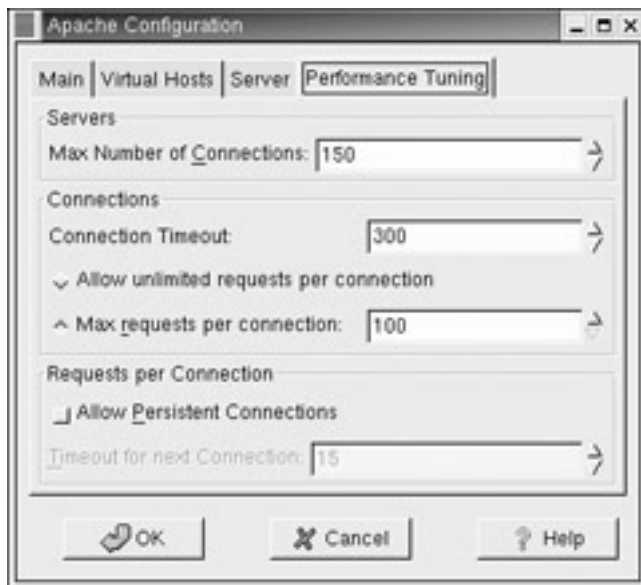 Apache Configuration
Main Virtual Hosts Server Performance Tuning
Servers
Max Number of Connections: 150
Connections
Connection Timeout: 300
Allow unlimited requests per connection
Max requests per connection: 100
Requests per Connection
Allow Persistent Connections
Timeout for next Connection: 15
OK Cancel Help